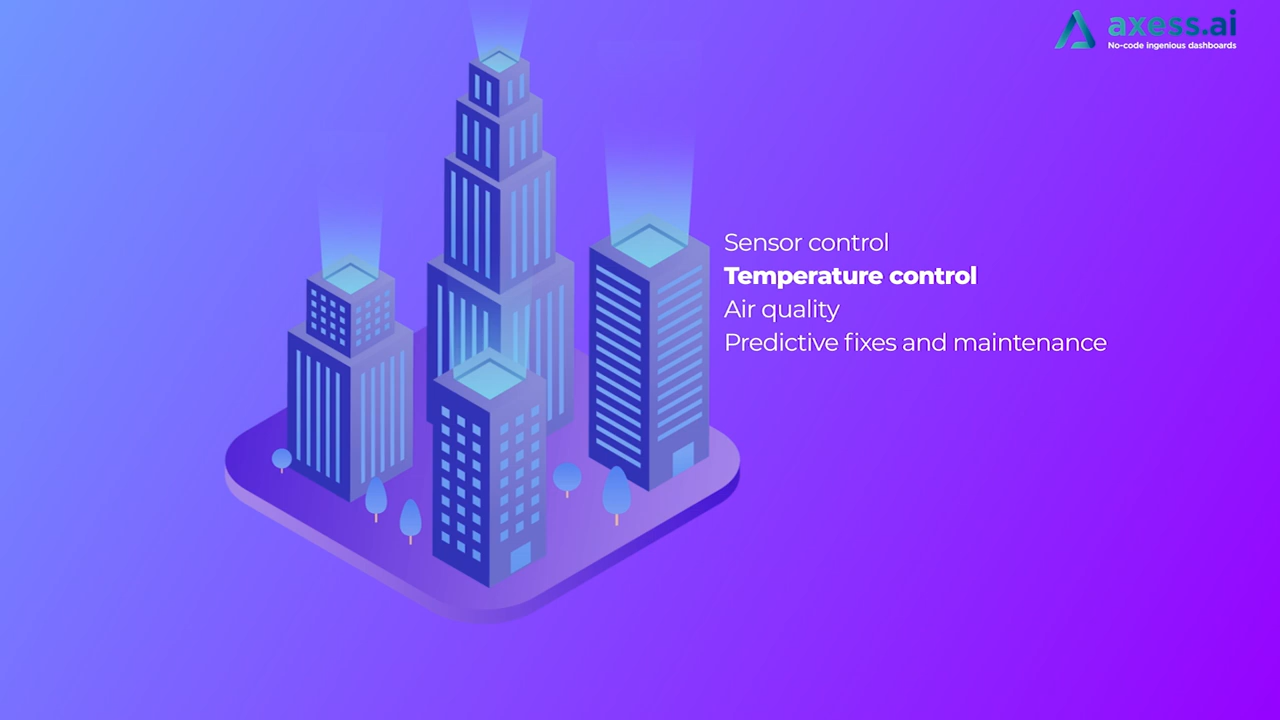 axess.ai
No-code ingenious dashboards
Sensor control
Temperature control
Air quality
Predictive fixes and maintenance